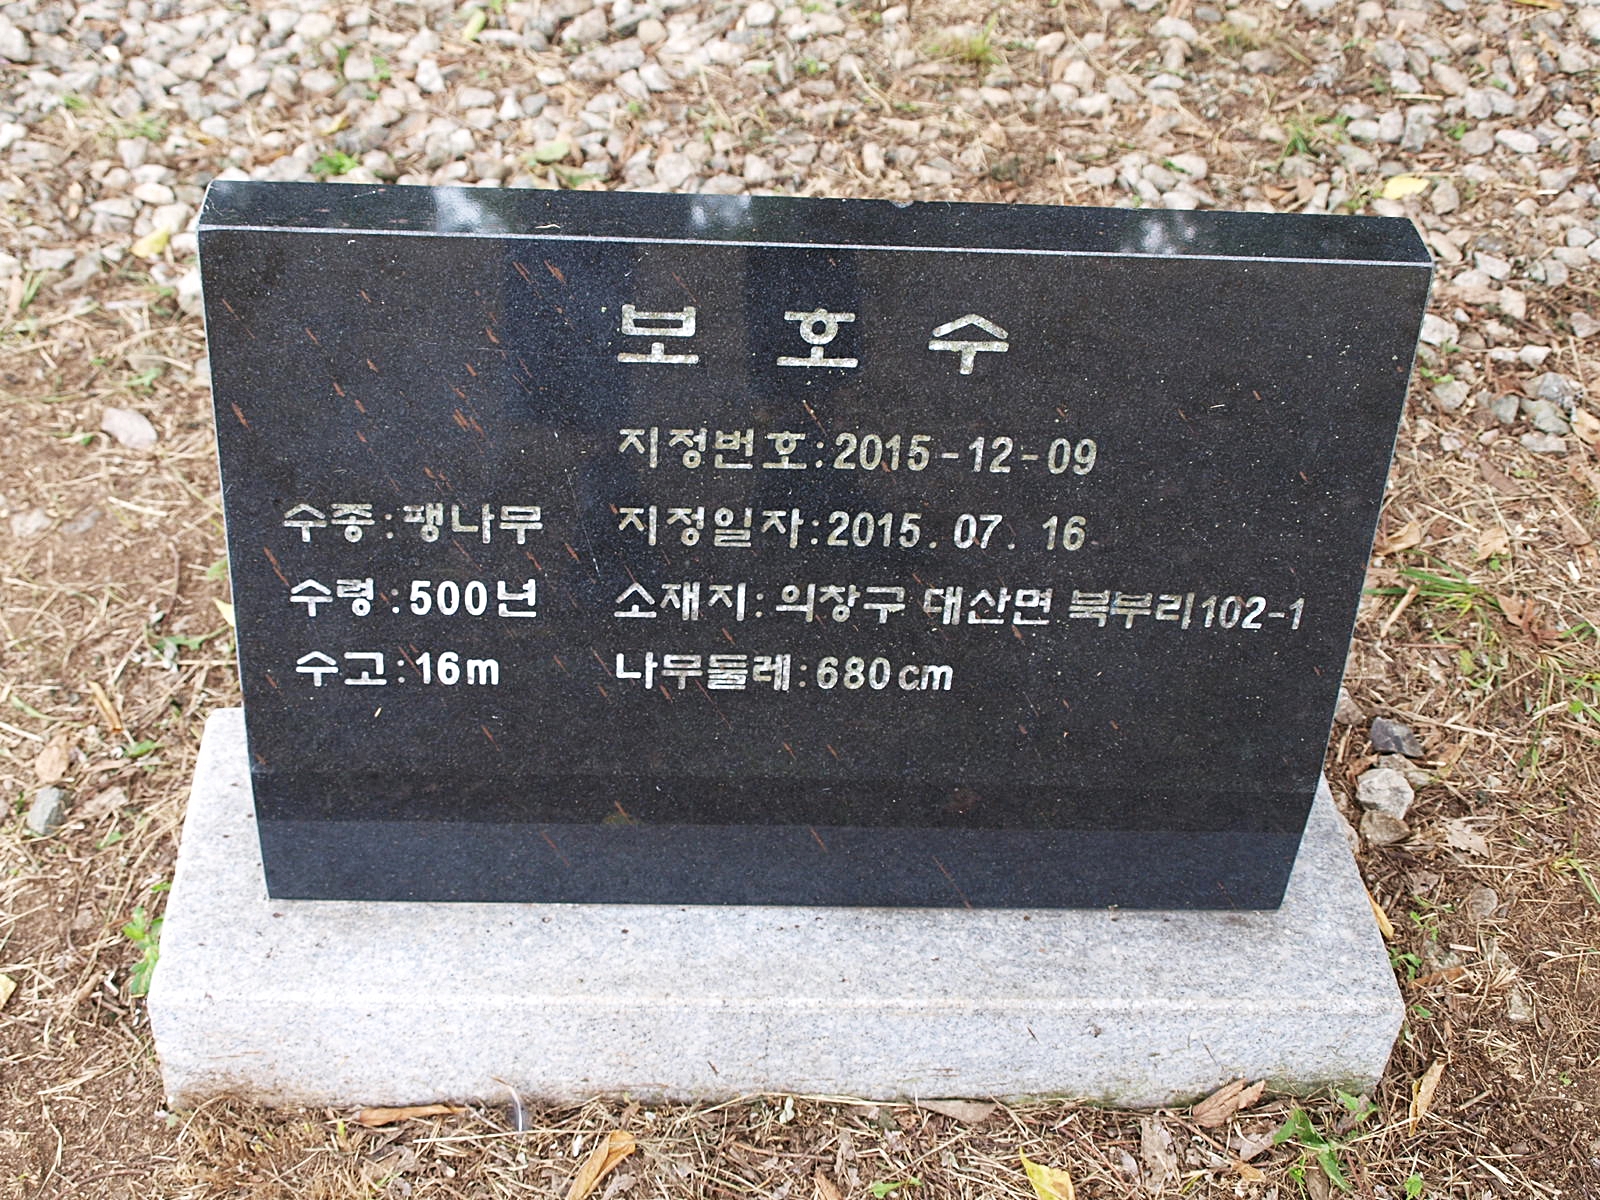 보 호 수
지정번호:2015-12-09
수종:팽나무 지정일자:2015. 07. 16
수령:500년 소재지:의창구 대산면 북부리102-1
수고:16m 나무둘레:680cm